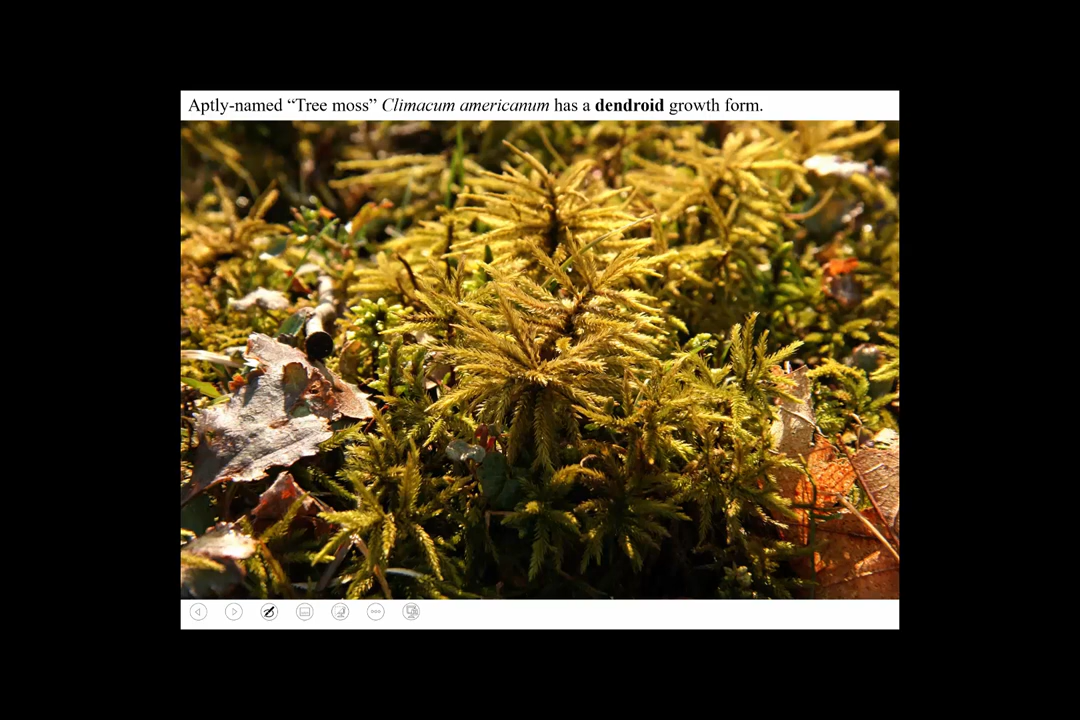 Aptly-named “Tree moss” Climacum americanum has a dendroid growth form.